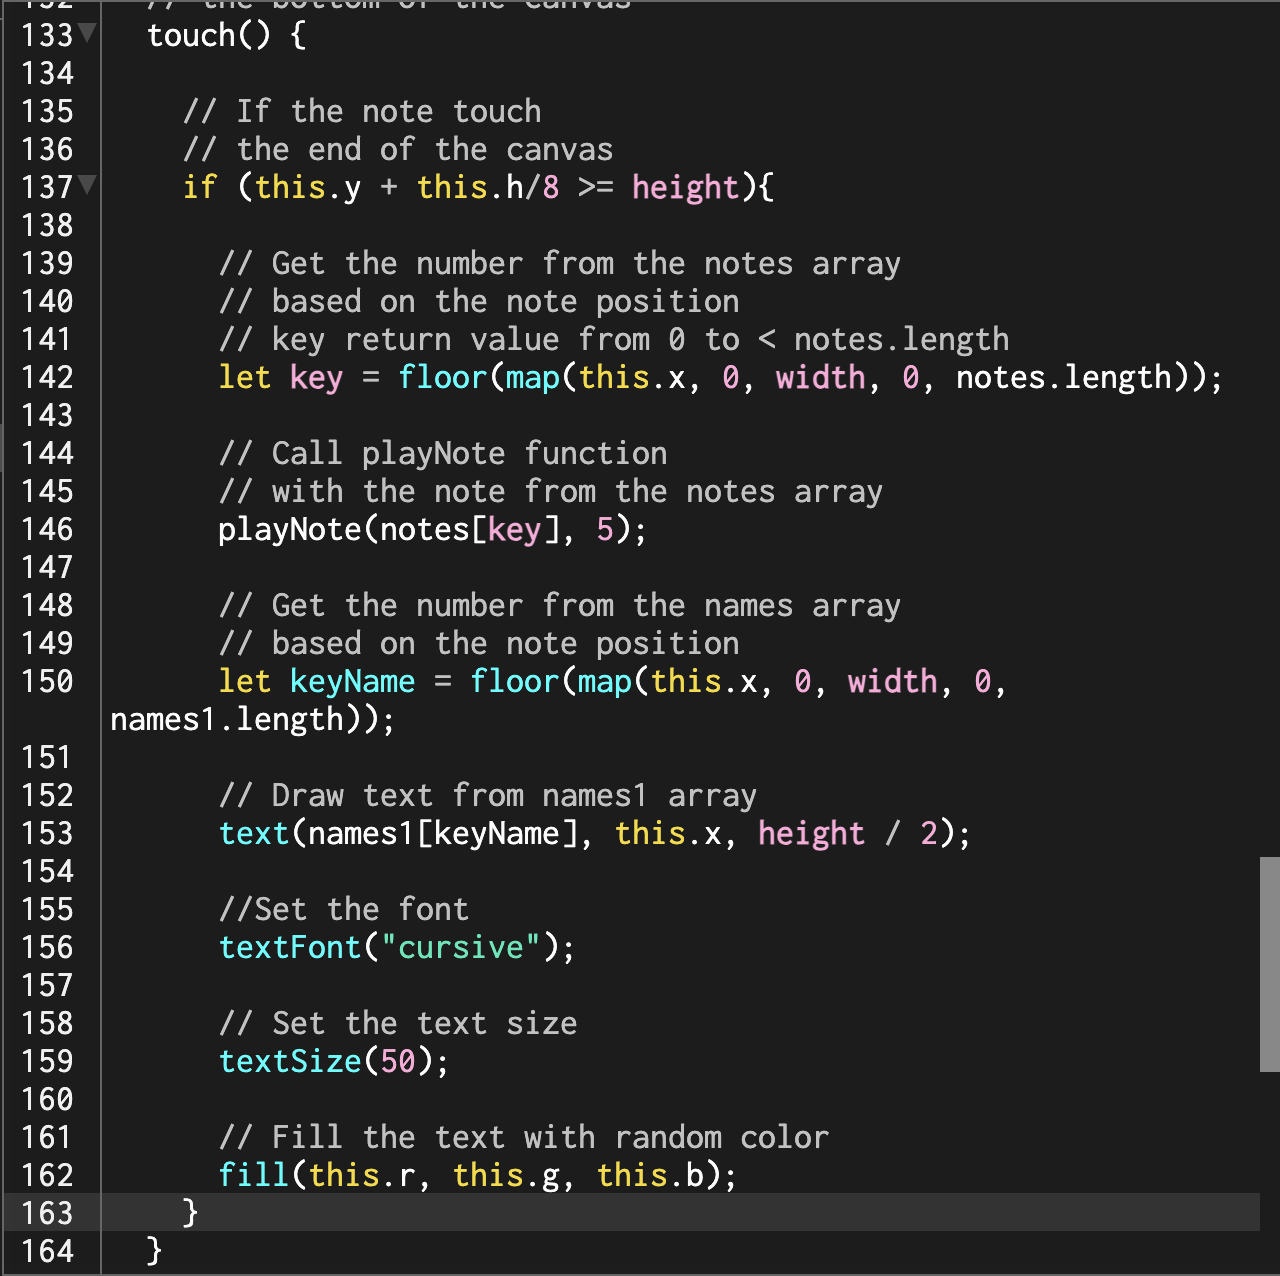 132 // the bottom of the canvas
133 touch() {
134
135 // If the note touch
136 // the end of the canvas
137 if (this.y + this.h/8 >= height){
138
139 // Get the number from the notes array
140 // based on the note position
141 // key return value from 0 to < notes.length
142 let key = floor(map(this.x, 0, width, 0, notes.length));
143
144 // Call playNote function
145 // with the note from the notes array
146 playNote(notes[key], 5);
147
148 // Get the number from the names array
149 // based on the note position
150 let keyName = floor(map(this.x, 0, width, 0,
names1.length));
151
152 // Draw text from names1 array
153 text(names1[keyName], this.x, height / 2);
154
155 //Set the font
156 textFont("cursive");
157
158 // Set the text size
159 textSize(50);
160
161 // Fill the text with random color
162 fill(this.r, this.g, this.b);
163 }
164 }